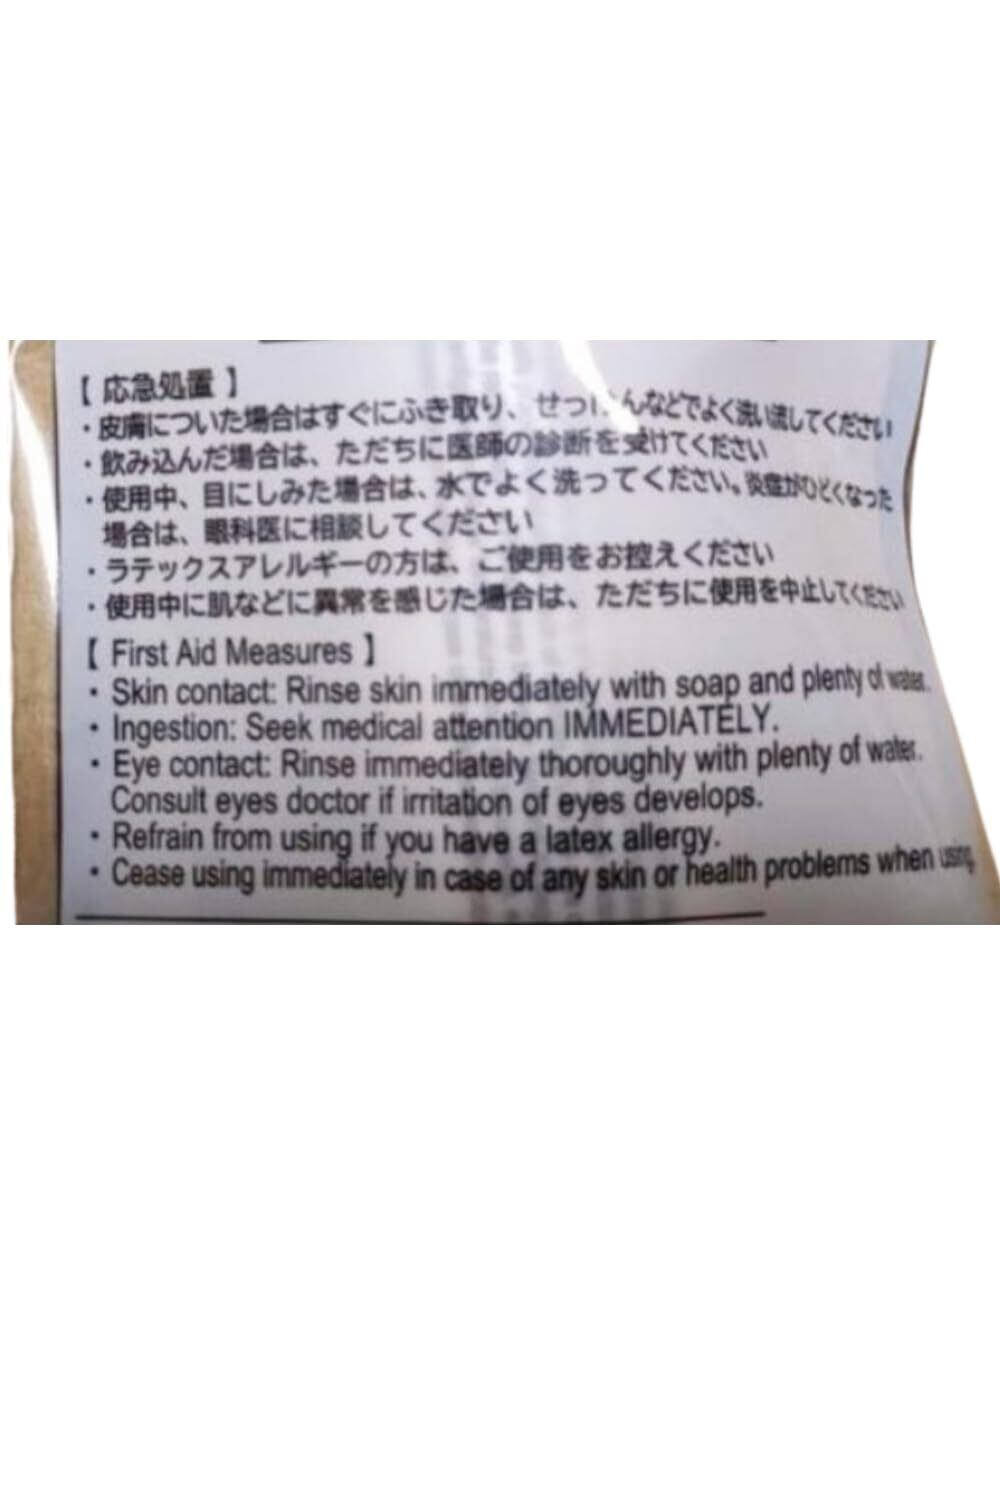 【 応急処置 】
・皮膚についた場合はすぐにふき取り、せっけんなどでよく洗い流してください
・飲み込んだ場合は、ただちに医師の診断を受けてください
・使用中、目にしみた場合は、水でよく洗ってください。炎症がひどくなった
場合は、眼科医に相談してください
・ラテックスアレルギーの方は、ご使用をお控えください
・使用中に肌などに異常を感じた場合は、ただちに使用を中止してください
【 First Aid Measures 】
・Skin contact: Rinse skin immediately with soap and plenty of water.
・Ingestion: Seek medical attention IMMEDIATELY.
・Eye contact: Rinse immediately thoroughly with plenty of water.
Consult eyes doctor if irritation of eyes develops.
・Refrain from using if you have a latex allergy.
・Cease using immediately in case of any skin or health problems when using.